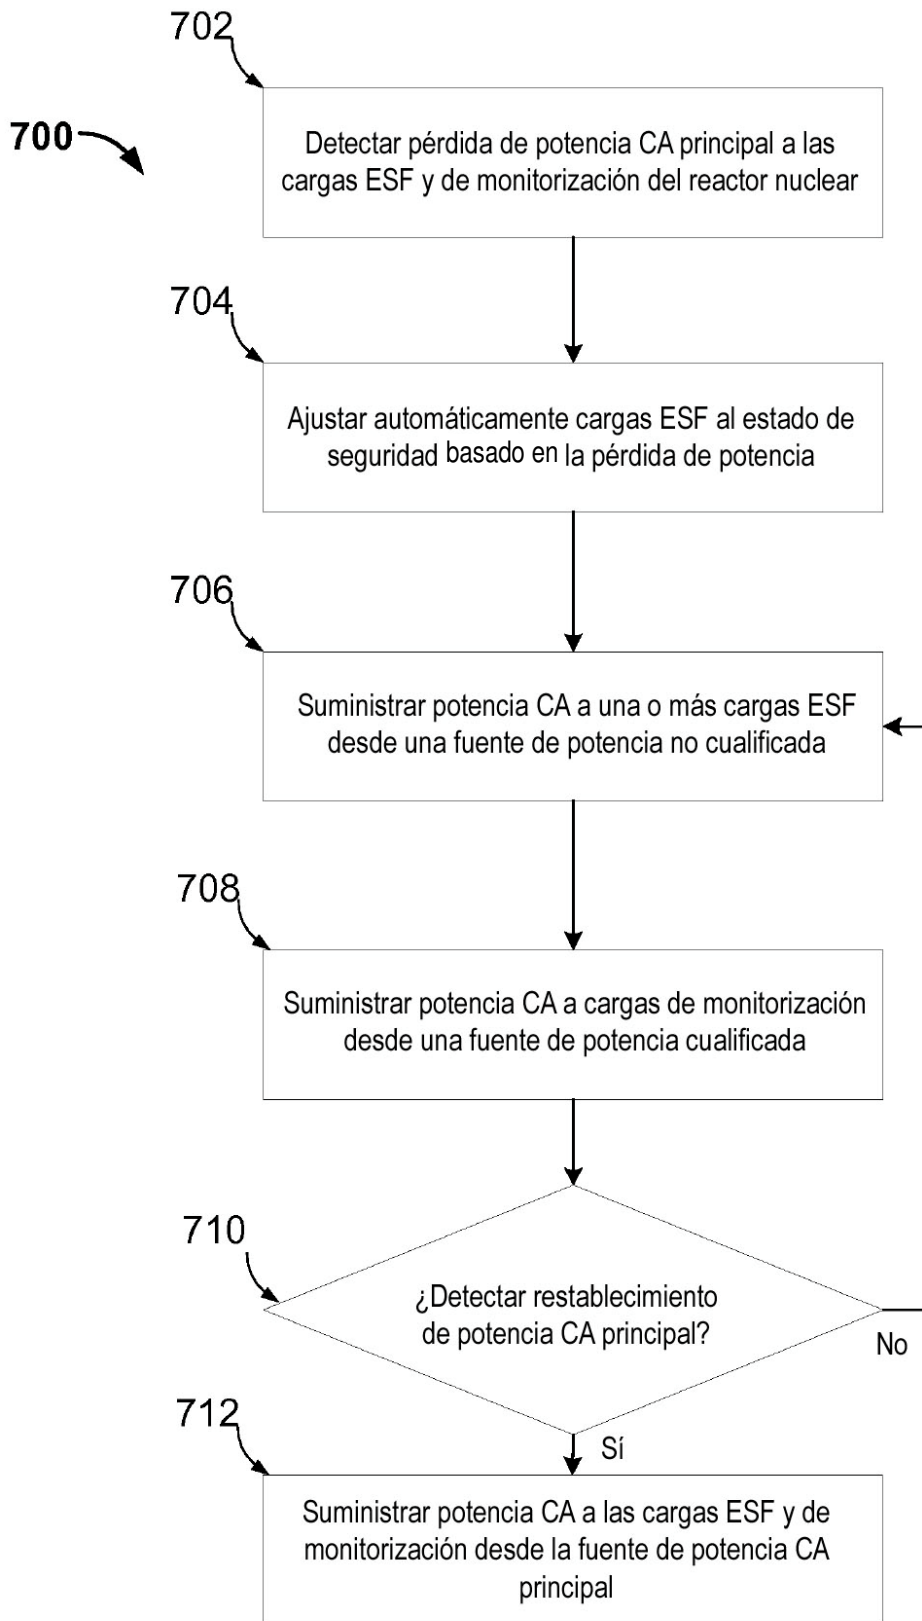 702
700
Detectar pérdida de potencia CA principal a las
cargas ESF y de monitorización del reactor nuclear
704
Ajustar automáticamente cargas ESF al estado de
seguridad basado en la pérdida de potencia
706
Suministrar potencia CA a una o más cargas ESF
desde una fuente de potencia no cualificada
708
Suministrar potencia CA a cargas de monitorización
desde una fuente de potencia cualificada
710
¿Detectar restablecimiento
de potencia CA principal?
No
712
Sí
Suministrar potencia CA a las cargas ESF y de
monitorización desde la fuente de potencia CA
principal